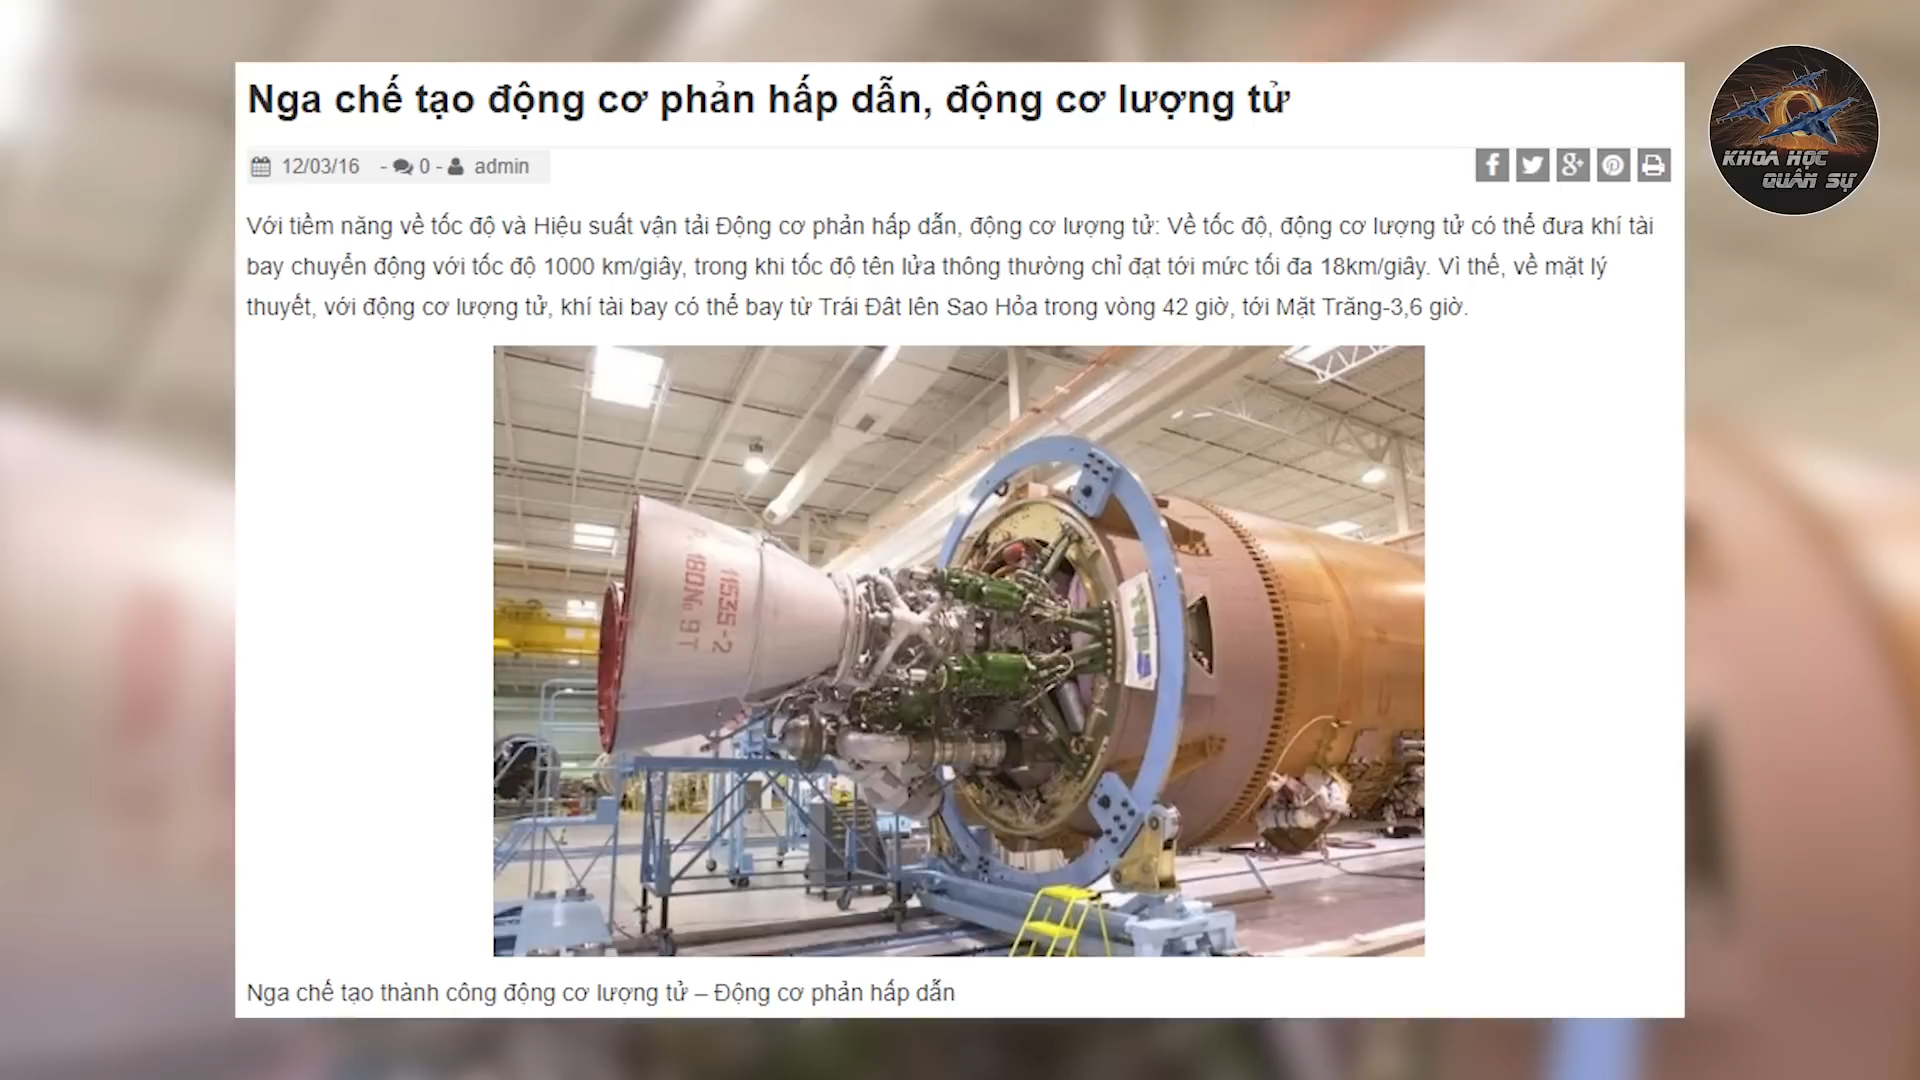 Nga chế tạo động cơ phản hấp dẫn, động cơ lượng tử
12/03/16 - 0 - admin
KHOA HỌC
QUÂN SỰ
Với tiềm năng về tốc độ và Hiệu suất vận tải Động cơ phản hấp dẫn, động cơ lượng tử: Về tốc độ, động cơ lượng tử có thể đưa khí tài
bay chuyển động với tốc độ 1000 km/giây, trong khi tốc độ tên lửa thông thường chỉ đạt tới mức tối đa 18km/giây. Vì thế, về mặt lý
thuyết, với động cơ lượng tử, khí tài bay có thể bay từ Trái Đât lên Sao Hỏa trong vòng 42 giờ, tới Mặt Trăng-3,6 giờ.
11535-2
180N 9T
Nga chế tạo thành công động cơ lượng tử – Động cơ phản hấp dẫn